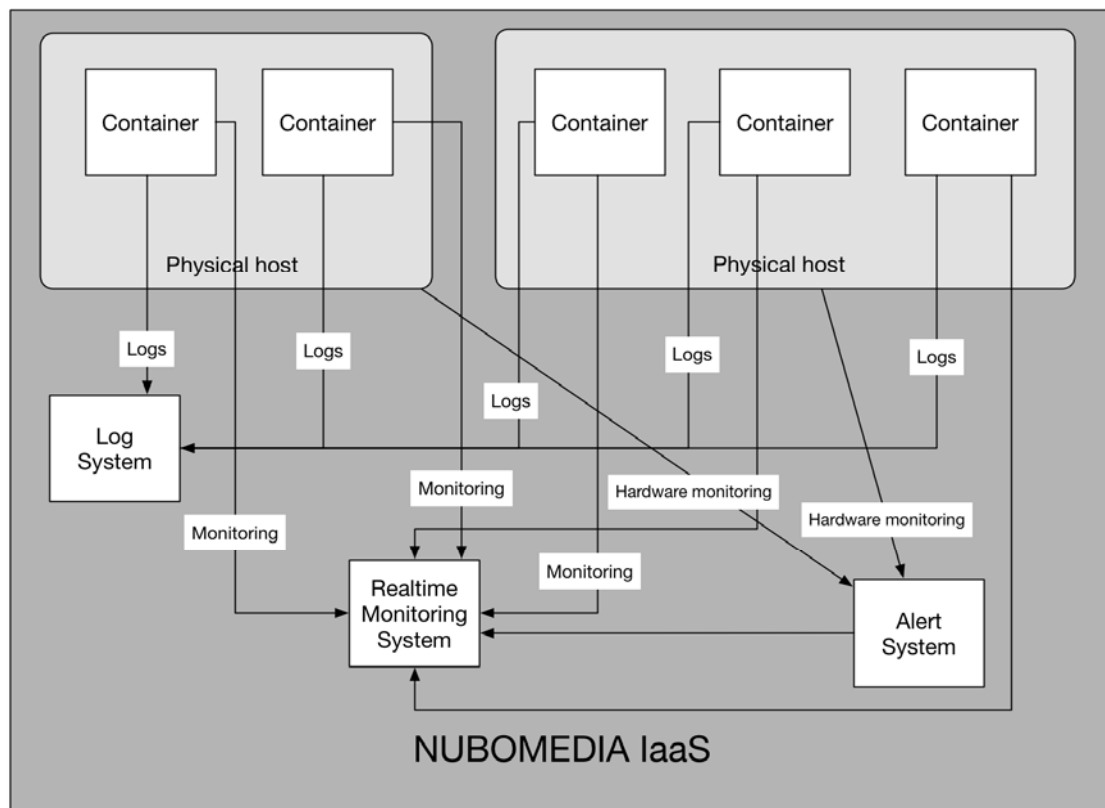 Container
Container
Container
Container
Container
Physical host
Physical host
Logs
Logs
Logs
Logs
Logs
Log
System
Monitoring
Hardware monitoring
Hardware monitoring
Monitoring
Monitoring
Realtime
Monitoring
System
Alert
System
NUBOMEDIA IaaS